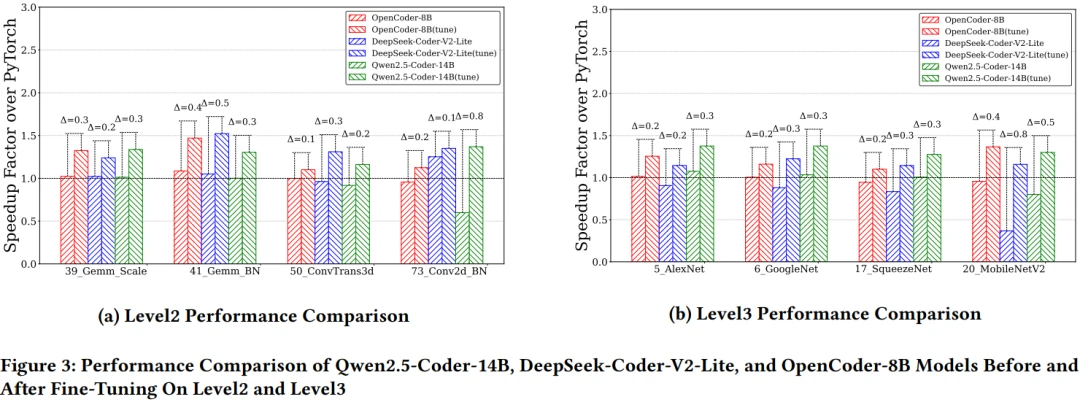 Speedup Factor over PyTorch
3.0
2.5
2.0
1.5
1.0
0.5
0.0
OpenCoder-8B
OpenCoder-8B(tune)
DeepSeek-Coder-V2-Lite
DeepSeek-Coder-V2-Lite(tune)
Qwen2.5-Coder-14B
Qwen2.5-Coder-14B(tune)
Δ=0.3 Δ=0.2 Δ=0.3
Δ=0.4 Δ=0.5 Δ=0.3
Δ=0.1 Δ=0.3 Δ=0.2
Δ=0.2 Δ=0.1 Δ=0.8
39_Gemm_Scale 41_Gemm_BN 50_ConvTrans3d 73_Conv2d_BN
(a) Level2 Performance Comparison
Speedup Factor over PyTorch
3.0
2.5
2.0
1.5
1.0
0.5
0.0
OpenCoder-8B
OpenCoder-8B(tune)
DeepSeek-Coder-V2-Lite
DeepSeek-Coder-V2-Lite(tune)
Qwen2.5-Coder-14B
Qwen2.5-Coder-14B(tune)
Δ=0.2 Δ=0.2 Δ=0.3
Δ=0.2 Δ=0.3 Δ=0.3
Δ=0.2 Δ=0.3 Δ=0.3
Δ=0.4 Δ=0.8 Δ=0.5
5_AlexNet 6_GoogleNet 17_SqueezeNet 20_MobileNetV2
(b) Level3 Performance Comparison
Figure 3: Performance Comparison of Qwen2.5-Coder-14B, DeepSeek-Coder-V2-Lite, and OpenCoder-8B Models Before and
After Fine-Tuning On Level2 and Level3